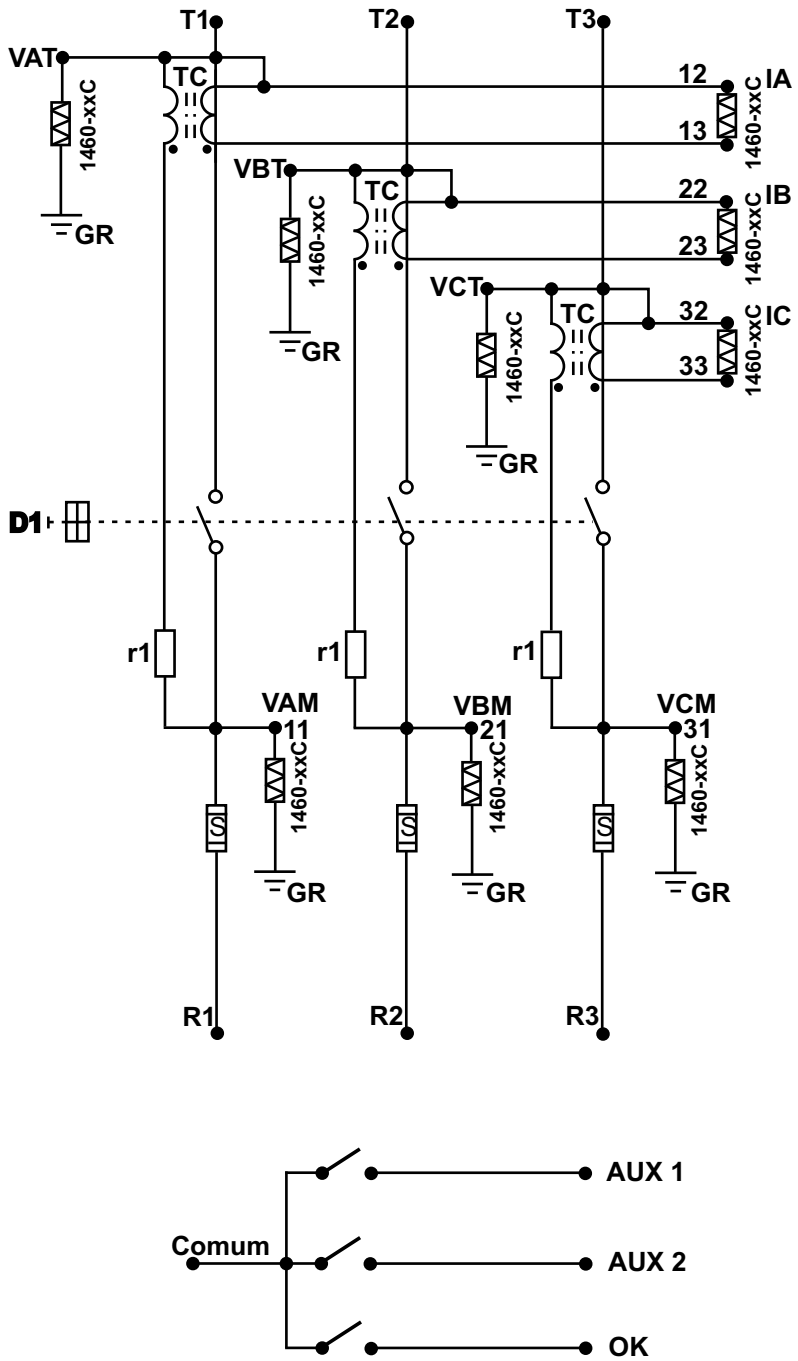 T1 T2 T3
VAT TC 12 IA
1460-xxC 13 1460-xxC
GR
VBT TC 22 IB
1460-xxC 23 1460-xxC
GR
VCT TC 32 IC
1460-xxC 33 1460-xxC
GR
D1
r1 r1 r1
VAM VBM VCM
11 21 31
1460-xxC 1460-xxC 1460-xxC
S S S
GR GR GR
R1 R2 R3
AUX 1
Comum AUX 2
OK